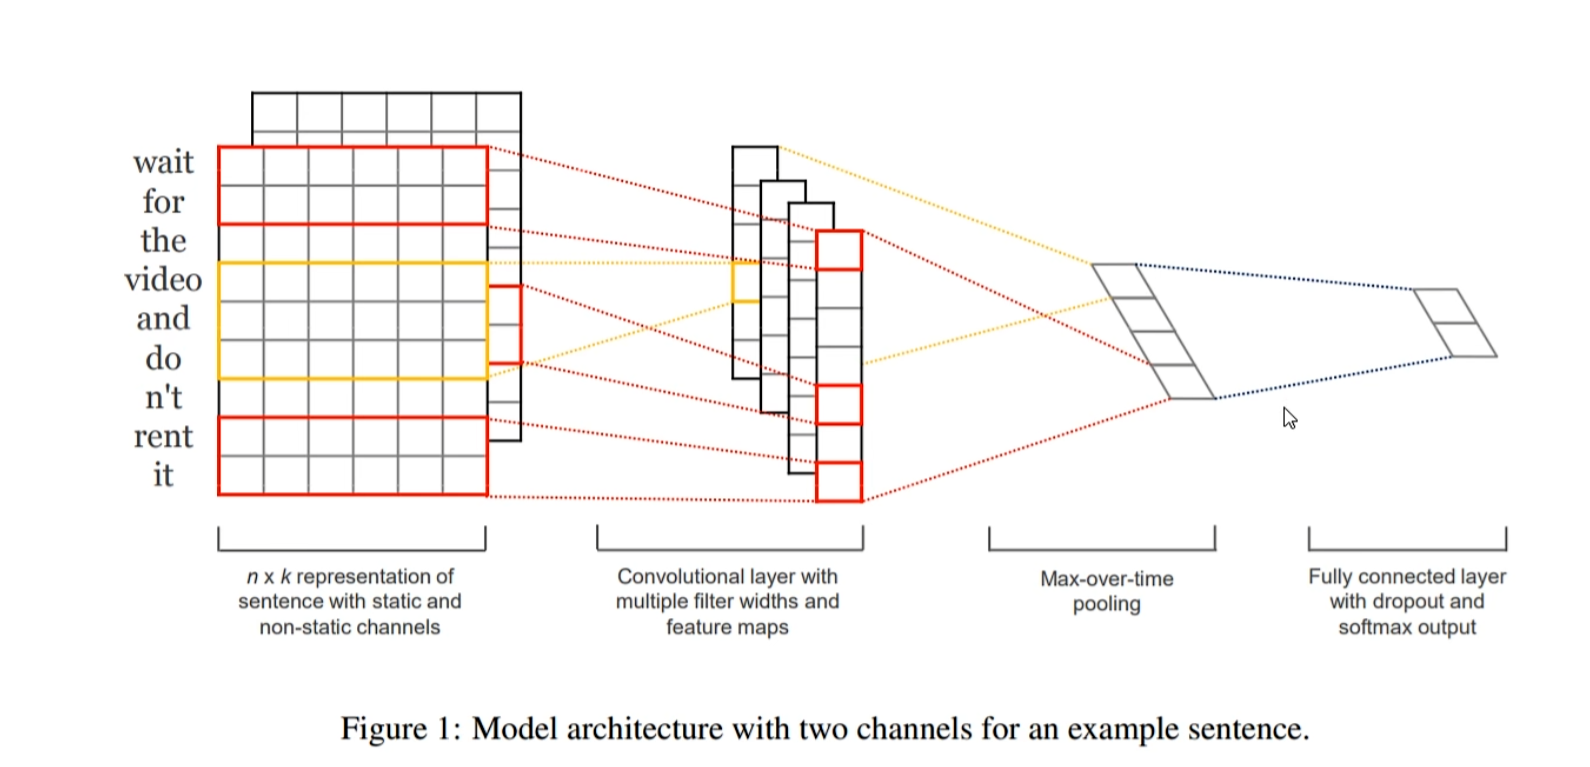 wait
for
the
video
and
do
n't
rent
it
n x k representation of
sentence with static and
non-static channels
Convolutional layer with
multiple filter widths and
feature maps
Max-over-time
pooling
Fully connected layer
with dropout and
softmax output
Figure 1: Model architecture with two channels for an example sentence.